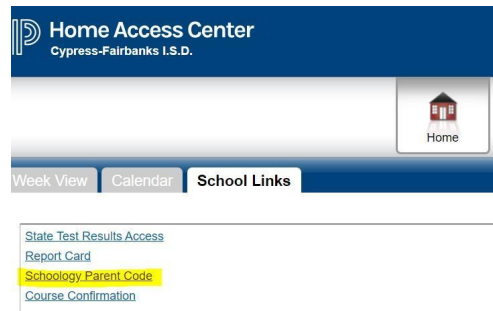 Home Access Center
Cypress-Fairbanks I.S.D.
Home
Week View
Calendar
School Links
State Test Results Access
Report Card
Schoology Parent Code
Course Confirmation